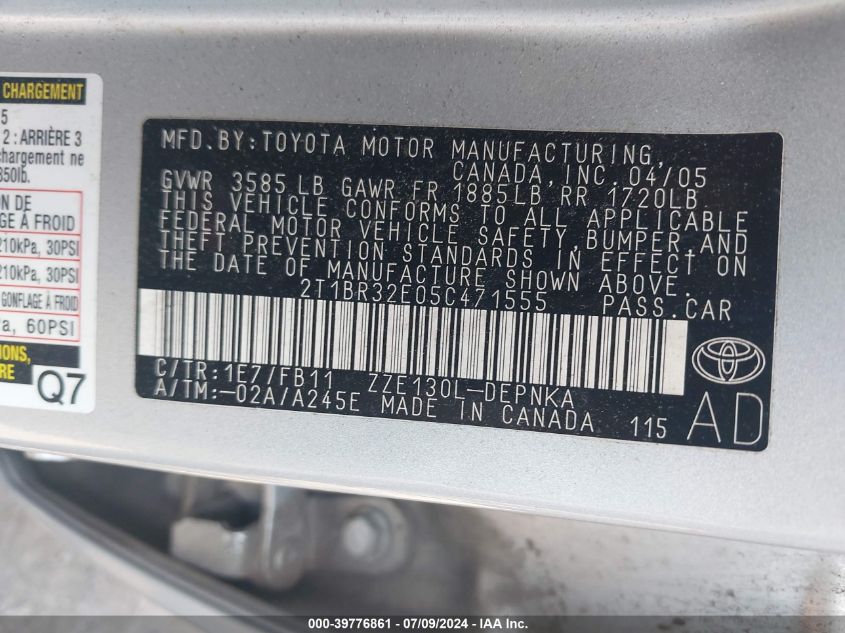 CHARGEMENT
5
2 : ARRIÈRE 3
chargement ne
850lb.
ON DE
GE À FROID
210kPa, 30PSI
210kPa, 30PSI
GONFLAGE À FROID
a, 60PSI
IONS,
RE
Q7
MFD. BY: TOYOTA MOTOR MANUFACTURING,
CANADA, INC. 04/05
GVWR 3585 LB GAWR FR 1885LB RR 1720LB
THIS VEHICLE CONFORMS TO ALL APPLICABLE
FEDERAL MOTOR VEHICLE SAFETY, BUMPER, AND
THEFT PREVENTION STANDARDS IN EFFECT ON
THE DATE OF MANUFACTURE SHOWN ABOVE.
2T1BR32E05C471555 PASS. CAR
C/TR: 1E7/FB11 ZZE130L-DEPNKA
A/TM: -02A/A245E MADE IN CANADA 115
AD
000-39776861 / 07/09/2024 - IAA Inc.